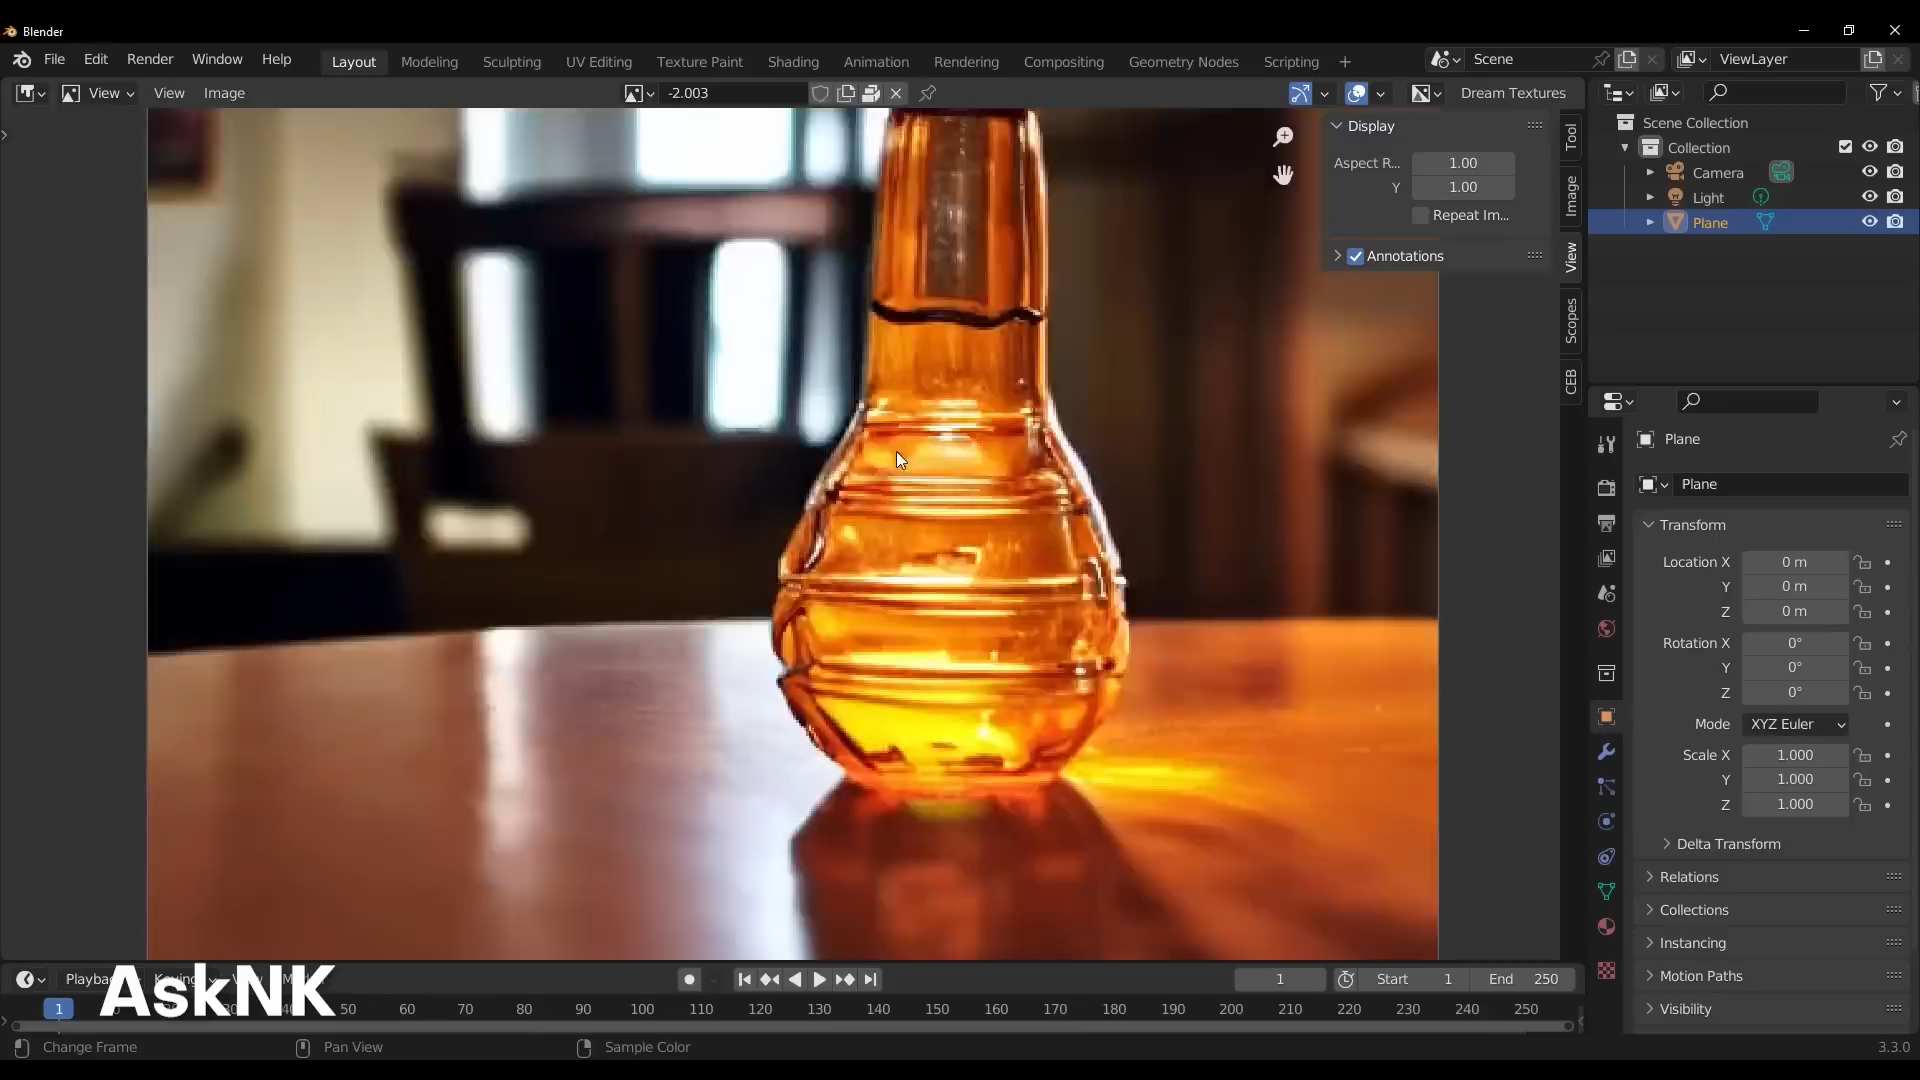 Blender
File Edit Render Window Help Layout Modeling Sculpting UV Editing Texture Paint Shading Animation Rendering Compositing Geometry Nodes Scripting + Scene ViewLayer
View View Image -2.003 Dream Textures
Display
Aspect R... 1.00
Y 1.00
Repeat Im...
Annotations
Tool
Image
View
Scopes
CEB
Scene Collection
Collection
Camera
Light
Plane
Plane
Plane
Transform
Location X 0 m
Y 0 m
Z 0 m
Rotation X 0°
Y 0°
Z 0°
Mode XYZ Euler
Scale X 1.000
Y 1.000
Z 1.000
Delta Transform
Relations
Collections
Instancing
Motion Paths
Visibility
1 Start 1 End 250
AskNK
1 50 60 70 80 90 100 110 120 130 140 150 160 170 180 190 200 210 220 230 240 250
Change Frame Pan View Sample Color 3.3.0